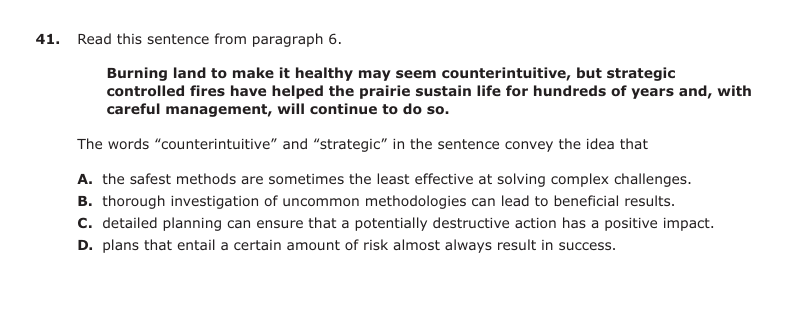 41. Read this sentence from paragraph 6.
Burning land to make it healthy may seem counterintuitive, but strategic
controlled fires have helped the prairie sustain life for hundreds of years and, with
careful management, will continue to do so.
The words “counterintuitive” and “strategic” in the sentence convey the idea that
A. the safest methods are sometimes the least effective at solving complex challenges.
B. thorough investigation of uncommon methodologies can lead to beneficial results.
C. detailed planning can ensure that a potentially destructive action has a positive impact.
D. plans that entail a certain amount of risk almost always result in success.